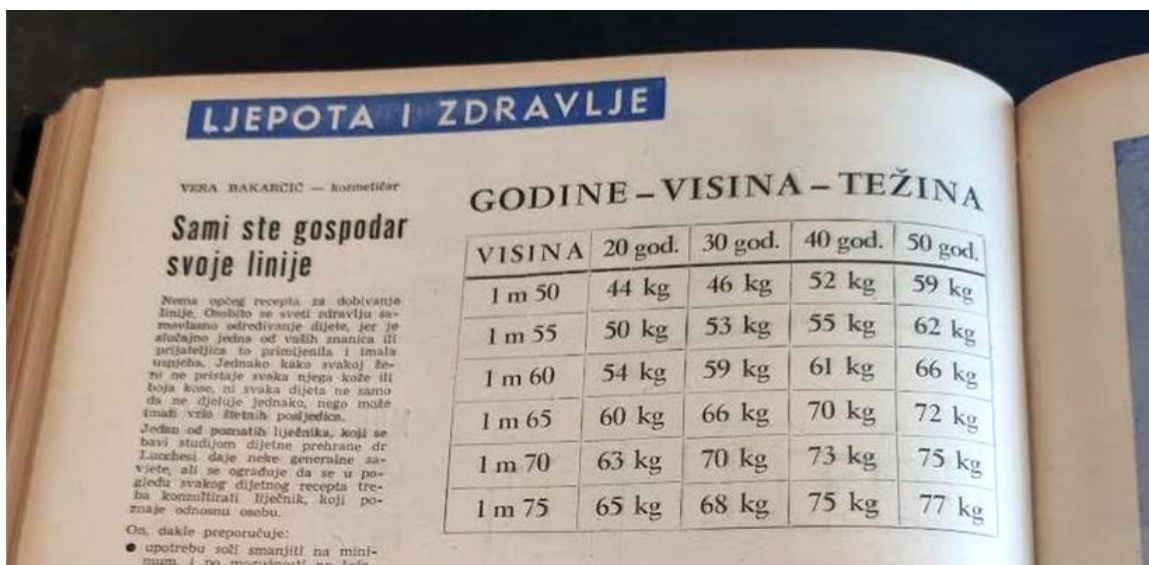 LJEPOTA I ZDRAVLJE
VERA BAKARČIĆ — kozmetičar
Sami ste gospodar
svoje linije
Nema općeg recepta za dobivanje
linije. Osobito se sveti zdravlju sa-
movlasno određivanje dijete, jer je
slučajno jedna od vaših znanica ili
prijateljica to primijenila i imala
uspjeha. Jednako kako svakoj že-
ni ne pristaje svaka njega kože ili
boja kose, ni svaka dijeta ne samo
da ne djeluje jednako, nego može
imati vrlo štetnih posljedica.
Jedan od poznatih liječnika, koji se
bavi studijom dijetne prehrane dr
Lucchesi daje neke generalne sa-
vjete, ali se ograđuje da se u po-
gledu svakog dijetnog recepta tre-
ba konzultirati liječnik, koji po-
znaje odnosnu osobu.
On, dakle preporučuje:
● upotrebu soli smanjiti na mini-
mum, i po mogućnosti
GODINE – VISINA – TEŽINA
VISINA 20 god. 30 god. 40 god. 50 god.
1 m 50 44 kg 46 kg 52 kg 59 kg
1 m 55 50 kg 53 kg 55 kg 62 kg
1 m 60 54 kg 59 kg 61 kg 66 kg
1 m 65 60 kg 66 kg 70 kg 72 kg
1 m 70 63 kg 70 kg 73 kg 75 kg
1 m 75 65 kg 68 kg 75 kg 77 kg